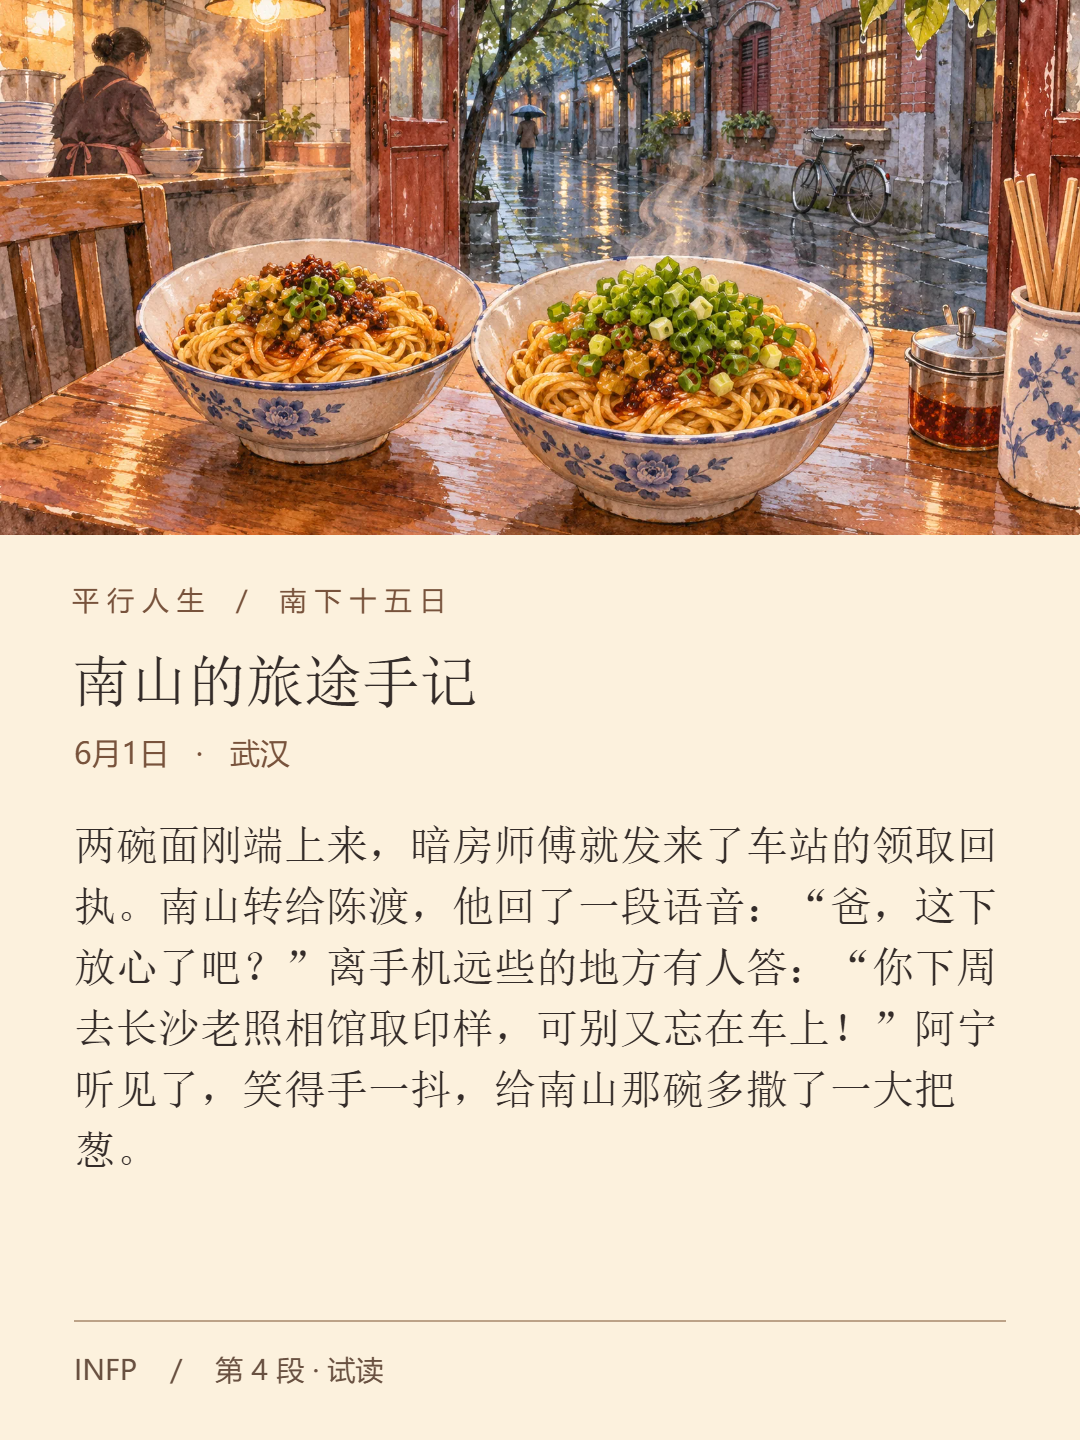 平行人生 / 南下十五日
南山的旅途手记
6月1日 · 武汉
两碗面刚端上来，暗房师傅就发来了车站的领取回
执。南山转给陈渡，他回了一段语音：“爸，这下
放心了吧？”离手机远些的地方有人答：“你下周
去长沙老照相馆取印样，可别又忘在车上！”阿宁
听见了，笑得手一抖，给南山那碗多撒了一大把
葱。
INFP / 第 4 段 · 试读